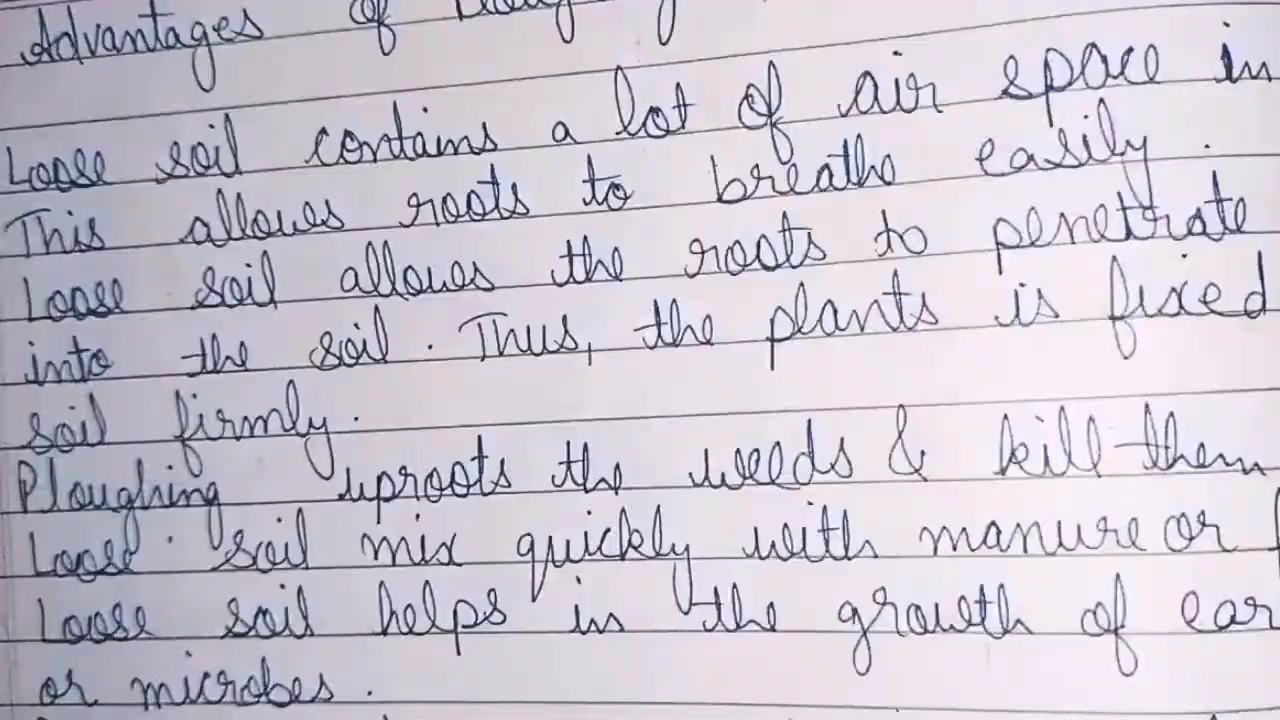 Advantages of
Loose soil contains a lot of air space in
This allows roots to breathe easily.
Loose soil allows the roots to penetrate
into the soil. Thus, the plants is fixed
soil firmly.
Ploughing uproots the weeds & kill them
Loose soil mix quickly with manure or
Loose soil helps in the growth of ear
or microbes.